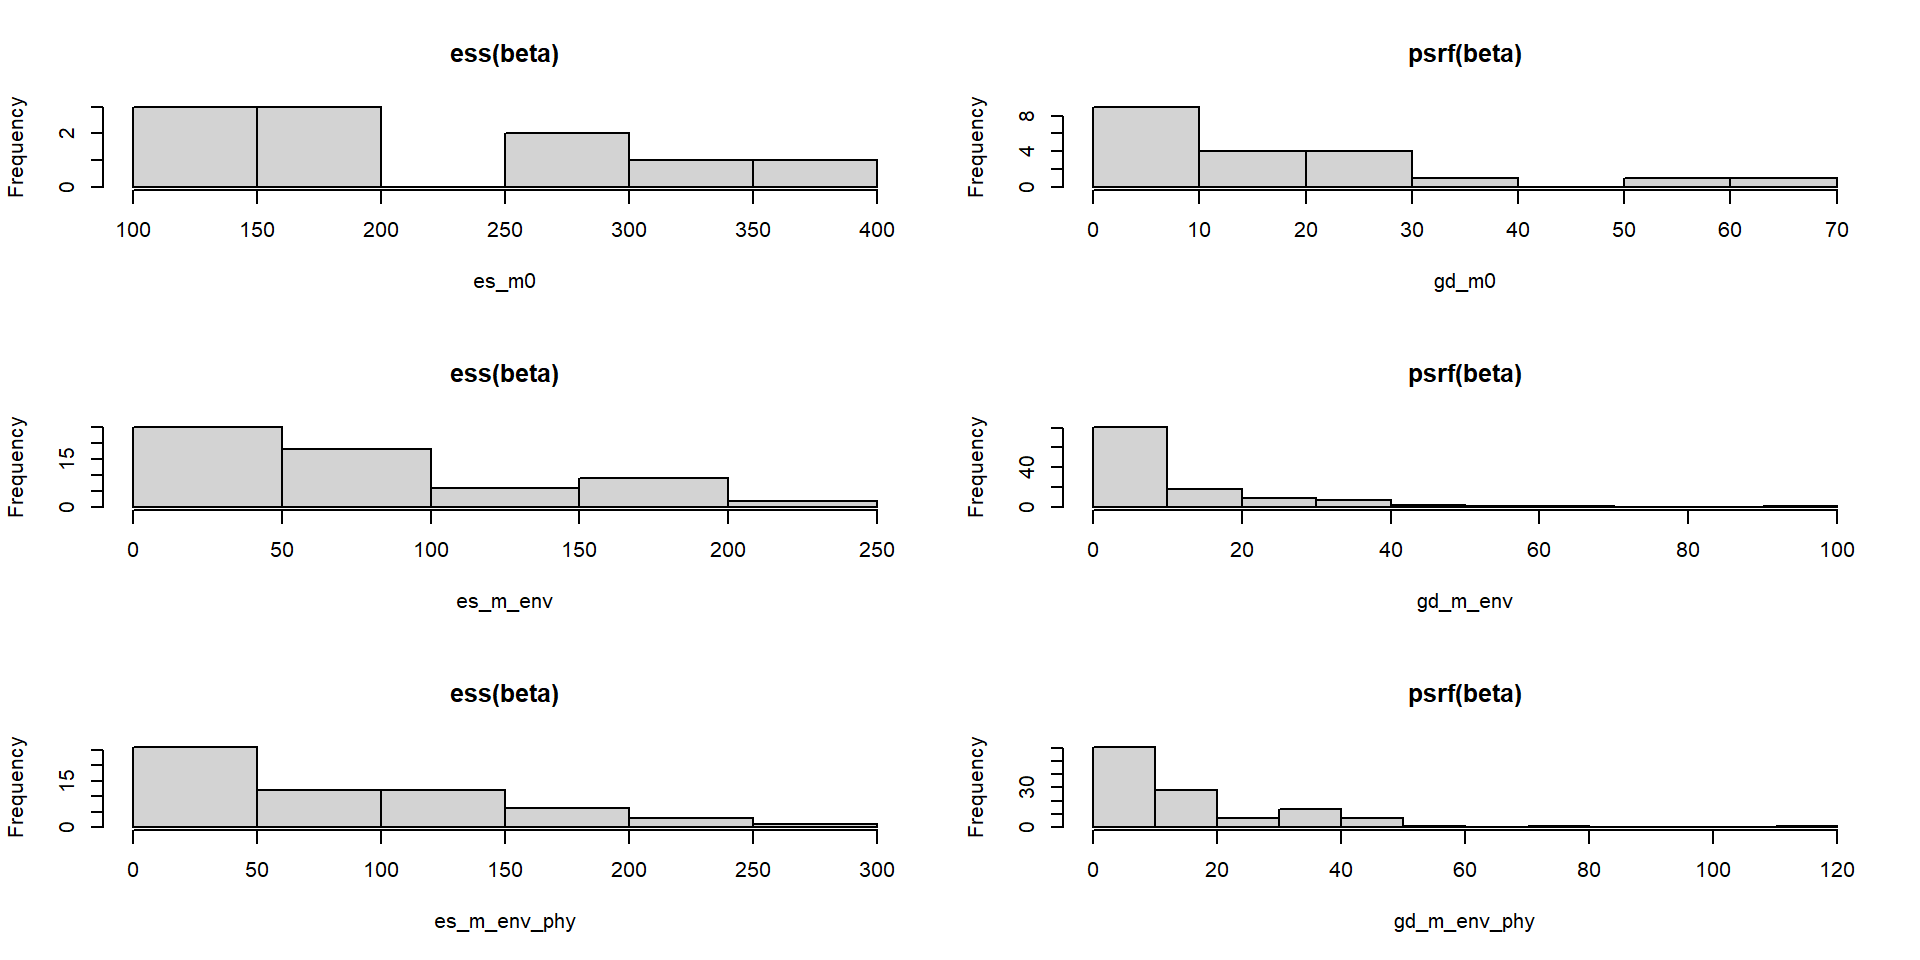 ess(beta)
Frequency
0 2
100 150 200 250 300 350 400
es_m0
psrf(beta)
Frequency
0 4 8
0 10 20 30 40 50 60 70
gd_m0
ess(beta)
Frequency
0 15
0 50 100 150 200 250
es_m_env
psrf(beta)
Frequency
0 40
0 20 40 60 80 100
gd_m_env
ess(beta)
Frequency
0 15
0 50 100 150 200 250 300
es_m_env_phy
psrf(beta)
Frequency
0 30
0 20 40 60 80 100 120
gd_m_env_phy